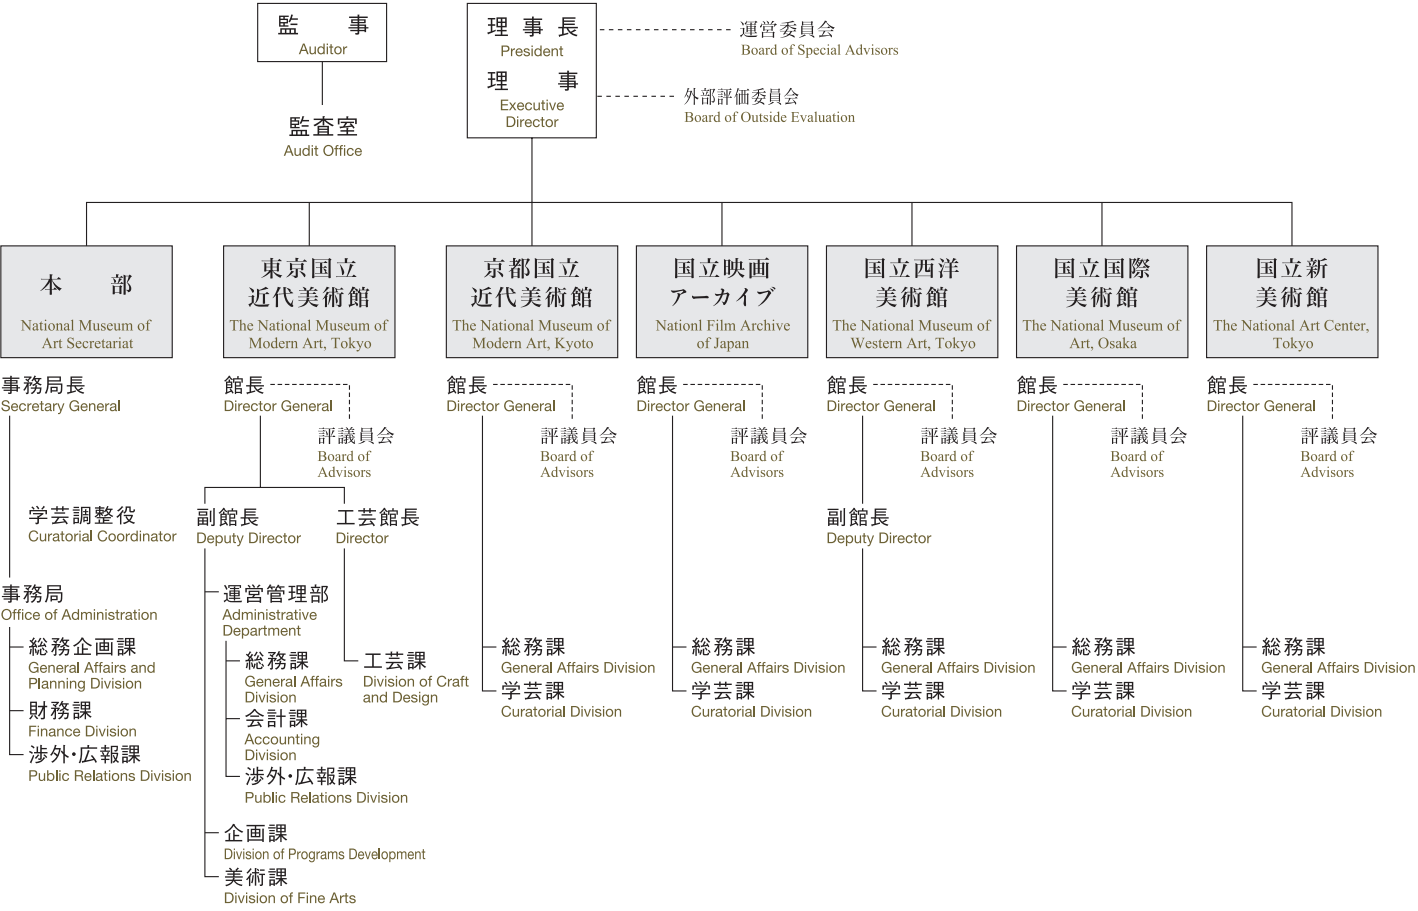 監 事
Auditor
監査室
Audit Office
理 事 長
President
理 事
Executive
Director
運営委員会
Board of Special Advisors
外部評価委員会
Board of Outside Evaluation
本 部
National Museum of
Art Secretariat
事務局長
Secretary General
学芸調整役
Curatorial Coordinator
事務局
Office of Administration
総務企画課
General Affairs and
Planning Division
財務課
Finance Division
渉外・広報課
Public Relations Division
東京国立
近代美術館
The National Museum of
Modern Art, Tokyo
館長
Director General
評議員会
Board of
Advisors
副館長
Deputy Director
工芸館長
Director
運営管理部
Administrative
Department
総務課
General Affairs
Division
会計課
Accounting
Division
渉外・広報課
Public Relations Division
工芸課
Division of Craft
and Design
企画課
Division of Programs Development
美術課
Division of Fine Arts
京都国立
近代美術館
The National Museum of
Modern Art, Kyoto
館長
Director General
評議員会
Board of
Advisors
総務課
General Affairs Division
学芸課
Curatorial Division
国立映画
アーカイブ
Nationl Film Archive
of Japan
館長
Director General
評議員会
Board of
Advisors
総務課
General Affairs Division
学芸課
Curatorial Division
国立西洋
美術館
The National Museum of
Western Art, Tokyo
館長
Director General
評議員会
Board of
Advisors
副館長
Deputy Director
総務課
General Affairs Division
学芸課
Curatorial Division
国立国際
美術館
The National Museum of
Art, Osaka
館長
Director General
評議員会
Board of
Advisors
総務課
General Affairs Division
学芸課
Curatorial Division
国立新
美術館
The National Art Center,
Tokyo
館長
Director General
評議員会
Board of
Advisors
総務課
General Affairs Division
学芸課
Curatorial Division